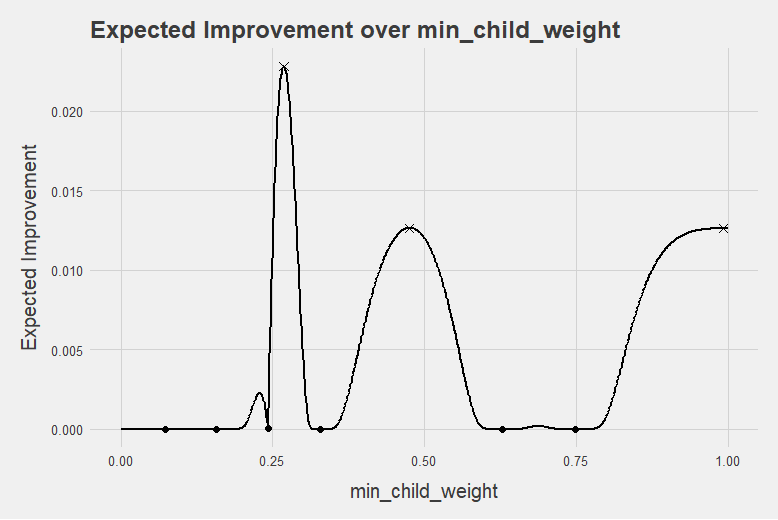 Expected Improvement over min_child_weight
Expected Improvement
0.020
0.015
0.010
0.005
0.000
0.00 0.25 0.50 0.75 1.00
min_child_weight